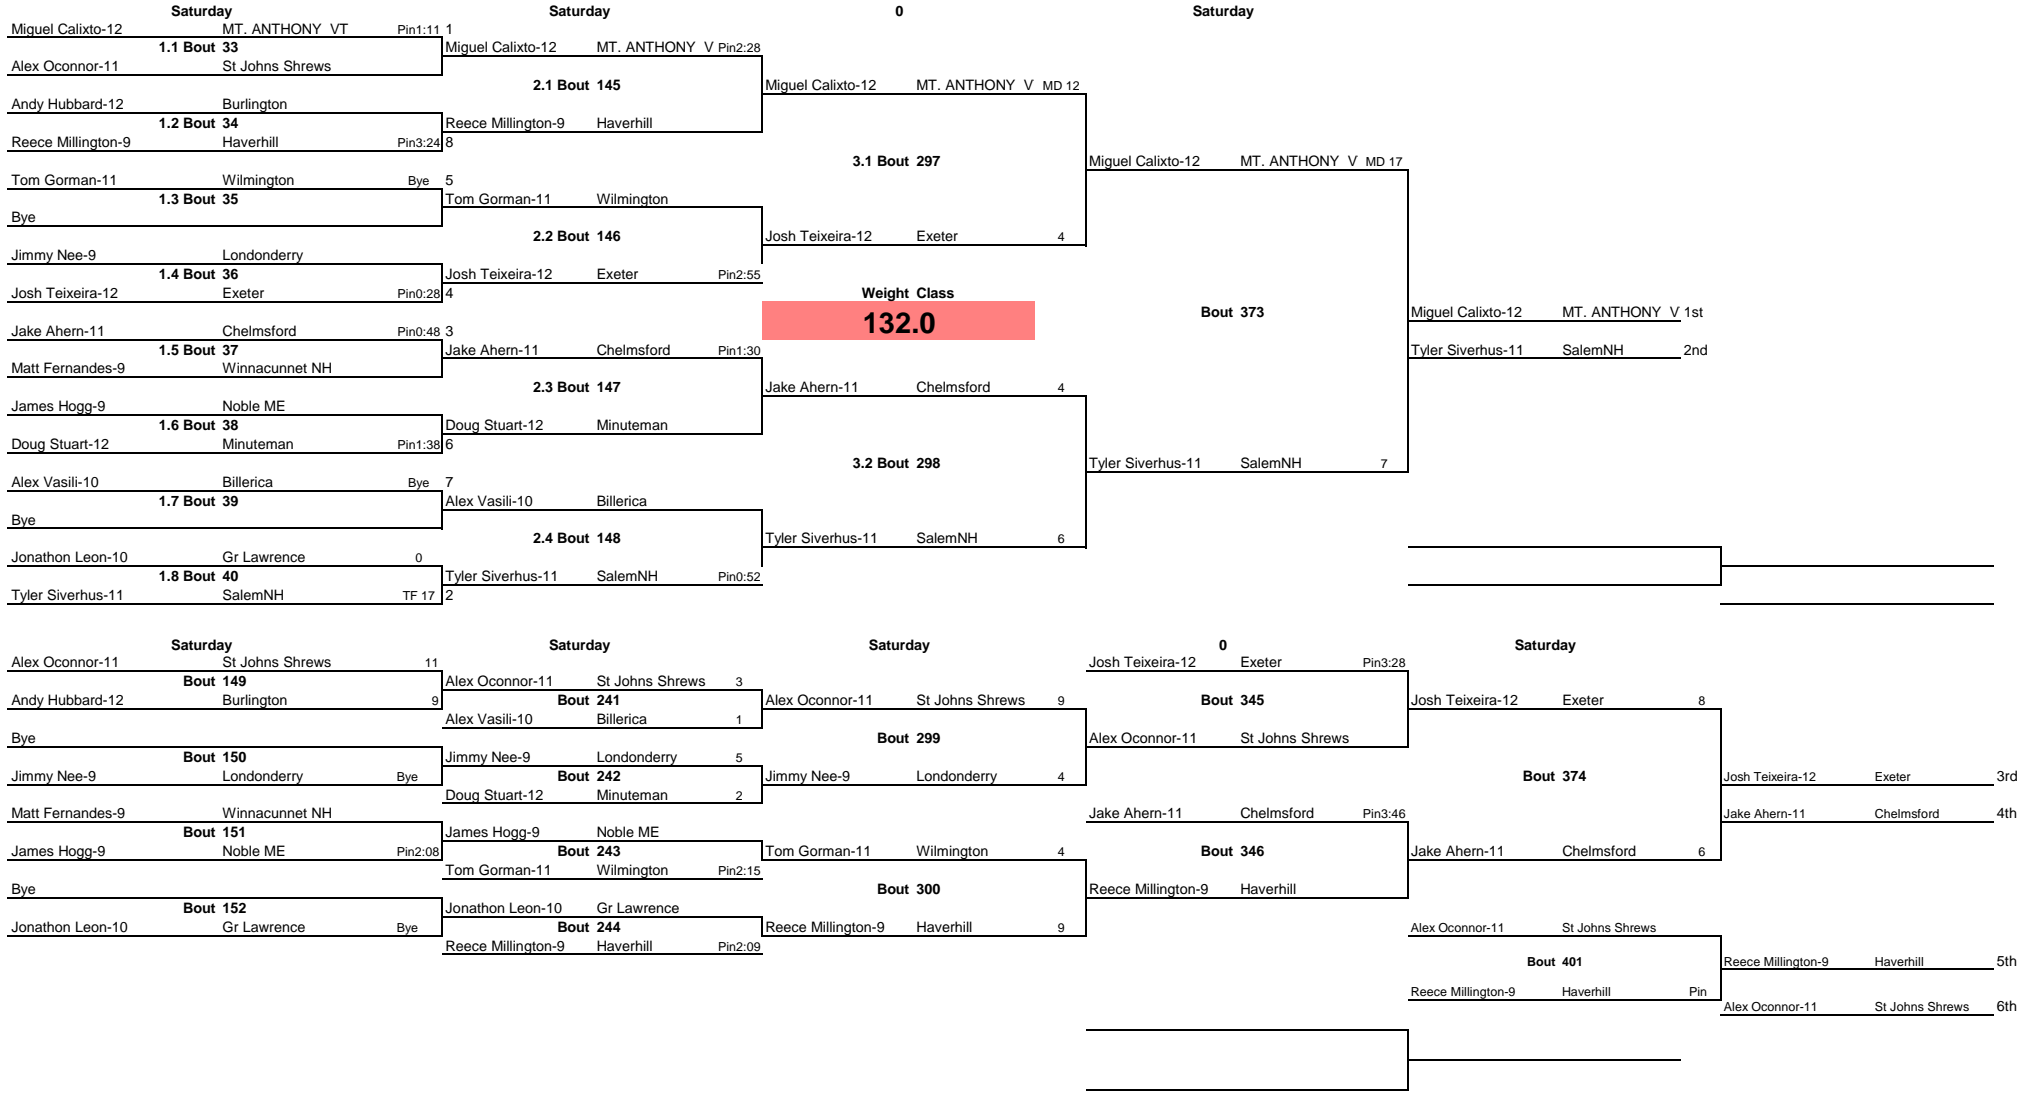 Saturday Saturday 0 Saturday
Miguel Calixto-12 MT. ANTHONY VT Pin1:11 1
1.1 Bout 33 Miguel Calixto-12 MT. ANTHONY V Pin2:28
Alex Oconnor-11 St Johns Shrews
2.1 Bout 145 Miguel Calixto-12 MT. ANTHONY V MD 12
Andy Hubbard-12 Burlington
1.2 Bout 34 Reece Millington-9 Haverhill
Reece Millington-9 Haverhill Pin3:24 8
3.1 Bout 297 Miguel Calixto-12 MT. ANTHONY V MD 17
Tom Gorman-11 Wilmington Bye 5
1.3 Bout 35 Tom Gorman-11 Wilmington
Bye
2.2 Bout 146 Josh Teixeira-12 Exeter 4
Jimmy Nee-9 Londonderry
1.4 Bout 36 Josh Teixeira-12 Exeter Pin2:55
Josh Teixeira-12 Exeter Pin0:28 4 Weight Class
Bout 373 Miguel Calixto-12 MT. ANTHONY V 1st
132.0
Jake Ahern-11 Chelmsford Pin0:48 3
1.5 Bout 37 Jake Ahern-11 Chelmsford Pin1:30 Tyler Siverhus-11 SalemNH 2nd
Matt Fernandes-9 Winnacunnet NH
2.3 Bout 147 Jake Ahern-11 Chelmsford 4
James Hogg-9 Noble ME
1.6 Bout 38 Doug Stuart-12 Minuteman
Doug Stuart-12 Minuteman Pin1:38 6
3.2 Bout 298 Tyler Siverhus-11 SalemNH 7
Alex Vasili-10 Billerica Bye 7
1.7 Bout 39 Alex Vasili-10 Billerica
Bye
2.4 Bout 148 Tyler Siverhus-11 SalemNH 6
Jonathon Leon-10 Gr Lawrence 0
1.8 Bout 40 Tyler Siverhus-11 SalemNH Pin0:52
Tyler Siverhus-11 SalemNH TF 17 2
Saturday Saturday Saturday 0 Saturday
Alex Oconnor-11 St Johns Shrews 11 Josh Teixeira-12 Exeter Pin3:28
Bout 149 Alex Oconnor-11 St Johns Shrews 3
Andy Hubbard-12 Burlington 9 Bout 241 Alex Oconnor-11 St Johns Shrews 9 Bout 345 Josh Teixeira-12 Exeter 8
Alex Vasili-10 Billerica 1
Bye Bout 299 Alex Oconnor-11 St Johns Shrews
Bout 150 Jimmy Nee-9 Londonderry 5
Jimmy Nee-9 Londonderry Bye Bout 242 Jimmy Nee-9 Londonderry 4 Bout 374 Josh Teixeira-12 Exeter 3rd
Doug Stuart-12 Minuteman 2
Matt Fernandes-9 Winnacunnet NH Jake Ahern-11 Chelmsford Pin3:46 Jake Ahern-11 Chelmsford 4th
Bout 151 James Hogg-9 Noble ME
James Hogg-9 Noble ME Pin2:08 Bout 243 Tom Gorman-11 Wilmington 4 Bout 346 Jake Ahern-11 Chelmsford 6
Tom Gorman-11 Wilmington Pin2:15
Bye Bout 300 Reece Millington-9 Haverhill
Bout 152 Jonathon Leon-10 Gr Lawrence
Jonathon Leon-10 Gr Lawrence Bye Bout 244 Reece Millington-9 Haverhill 9 Alex Oconnor-11 St Johns Shrews
Reece Millington-9 Haverhill Pin2:09
Bout 401 Reece Millington-9 Haverhill 5th
Reece Millington-9 Haverhill Pin
Alex Oconnor-11 St Johns Shrews 6th